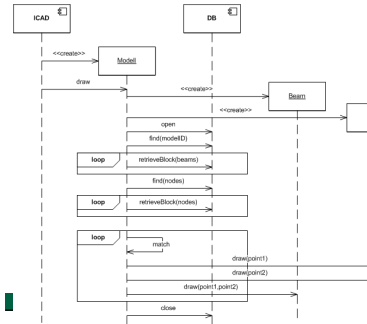 ICAD
DB
<<create>>
Modell
draw
<<create>>
Beam
<<create>>
open
find(modelID)
loop
retrieveBlock(beams)
find(nodes)
loop
retrieveBlock(nodes)
loop
match
draw(point1)
draw(point2)
draw(point1,point2)
close